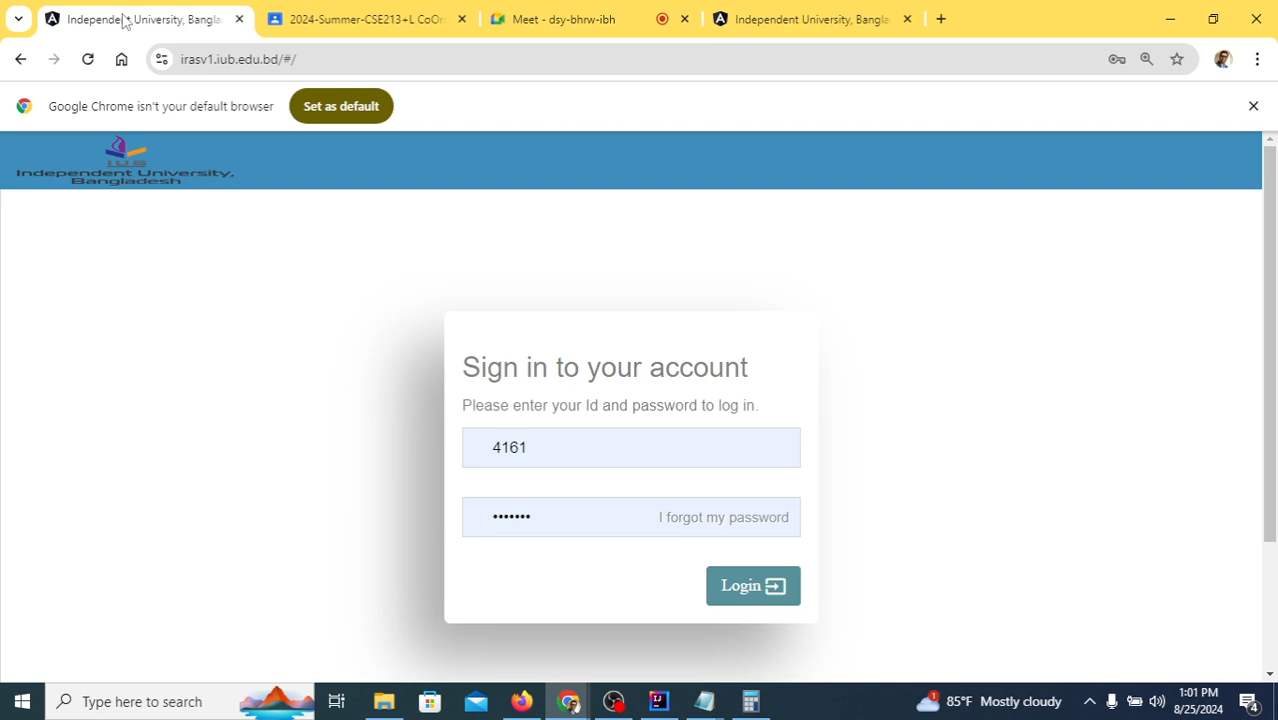 Independent University, Bangla
2024-Summer-CSE213+L CoOr
Meet - dsy-bhrw-ibh
Independent University, Bangla
irasv1.iub.edu.bd/#/
Google Chrome isn't your default browser
Set as default
I U B
Independent University,
Bangladesh
Sign in to your account
Please enter your Id and password to log in.
4161
•••••••
I forgot my password
Login
Type here to search
1
85°F Mostly cloudy
1:01 PM
8/25/2024
4